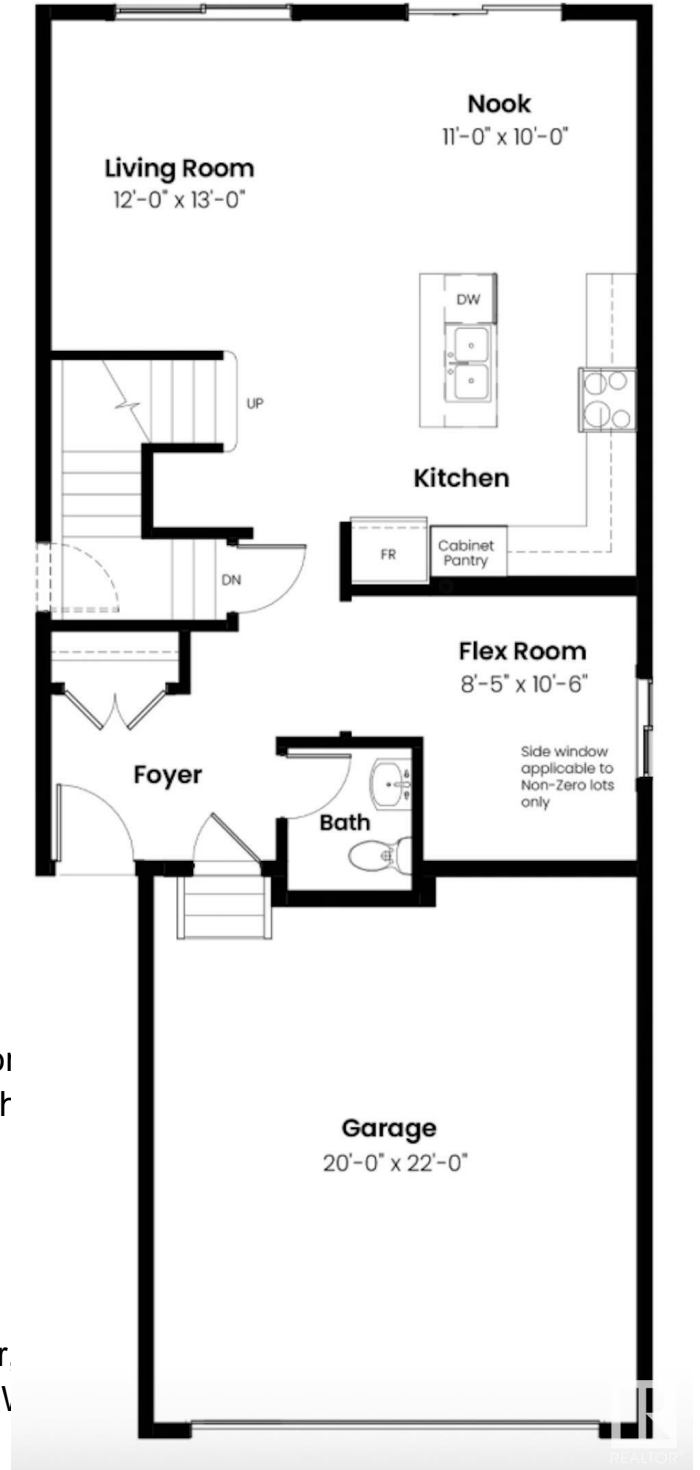 Nook
11'-0" x 10'-0"
Living Room
12'-0" x 13'-0"
DW
UP
Kitchen
FR
Cabinet
Pantry
DN
Flex Room
8'-5" x 10'-6"
Side window
applicable to
Non-Zero lots
only
Foyer
Bath
Garage
20'-0" x 22'-0"
REALTOR